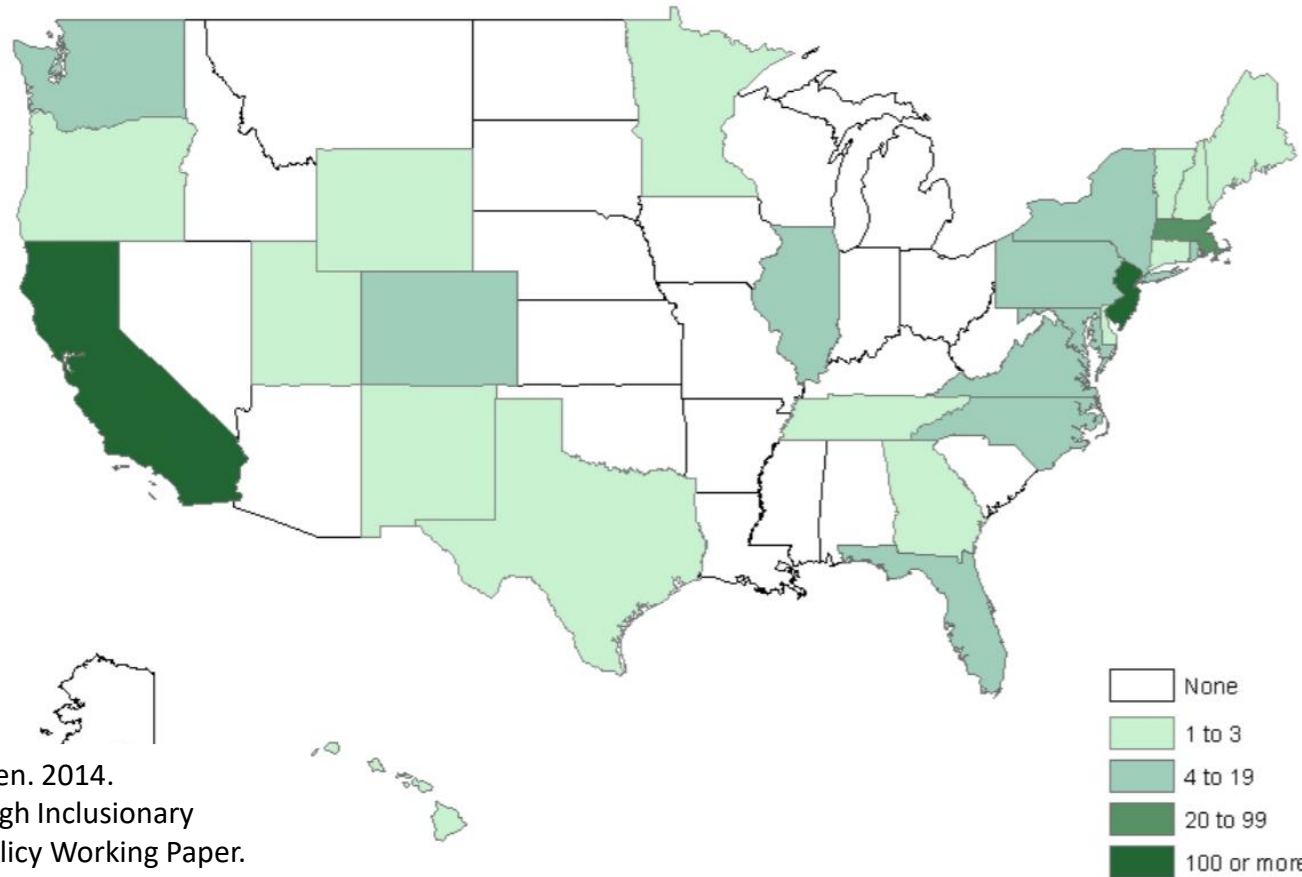 None
1 to 3
4 to 19
20 to 99
100 or more
en. 2014.
gh Inclusionary
licy Working Paper.